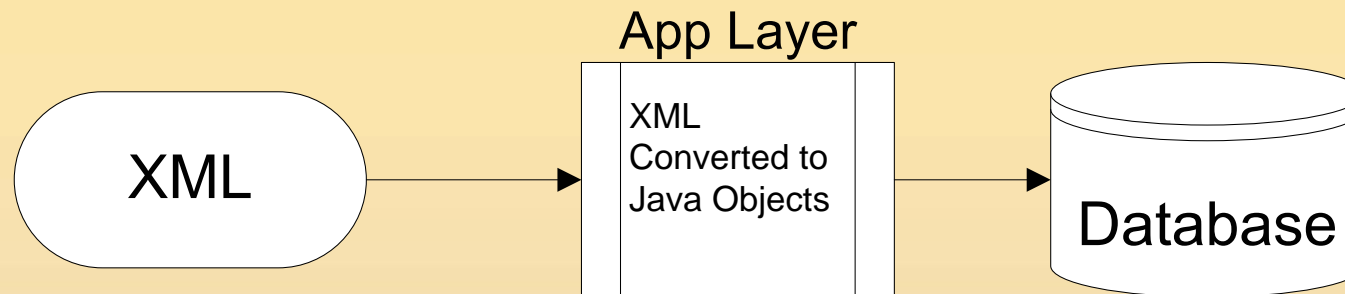 App Layer
XML
XML
Converted to
Java Objects
Database